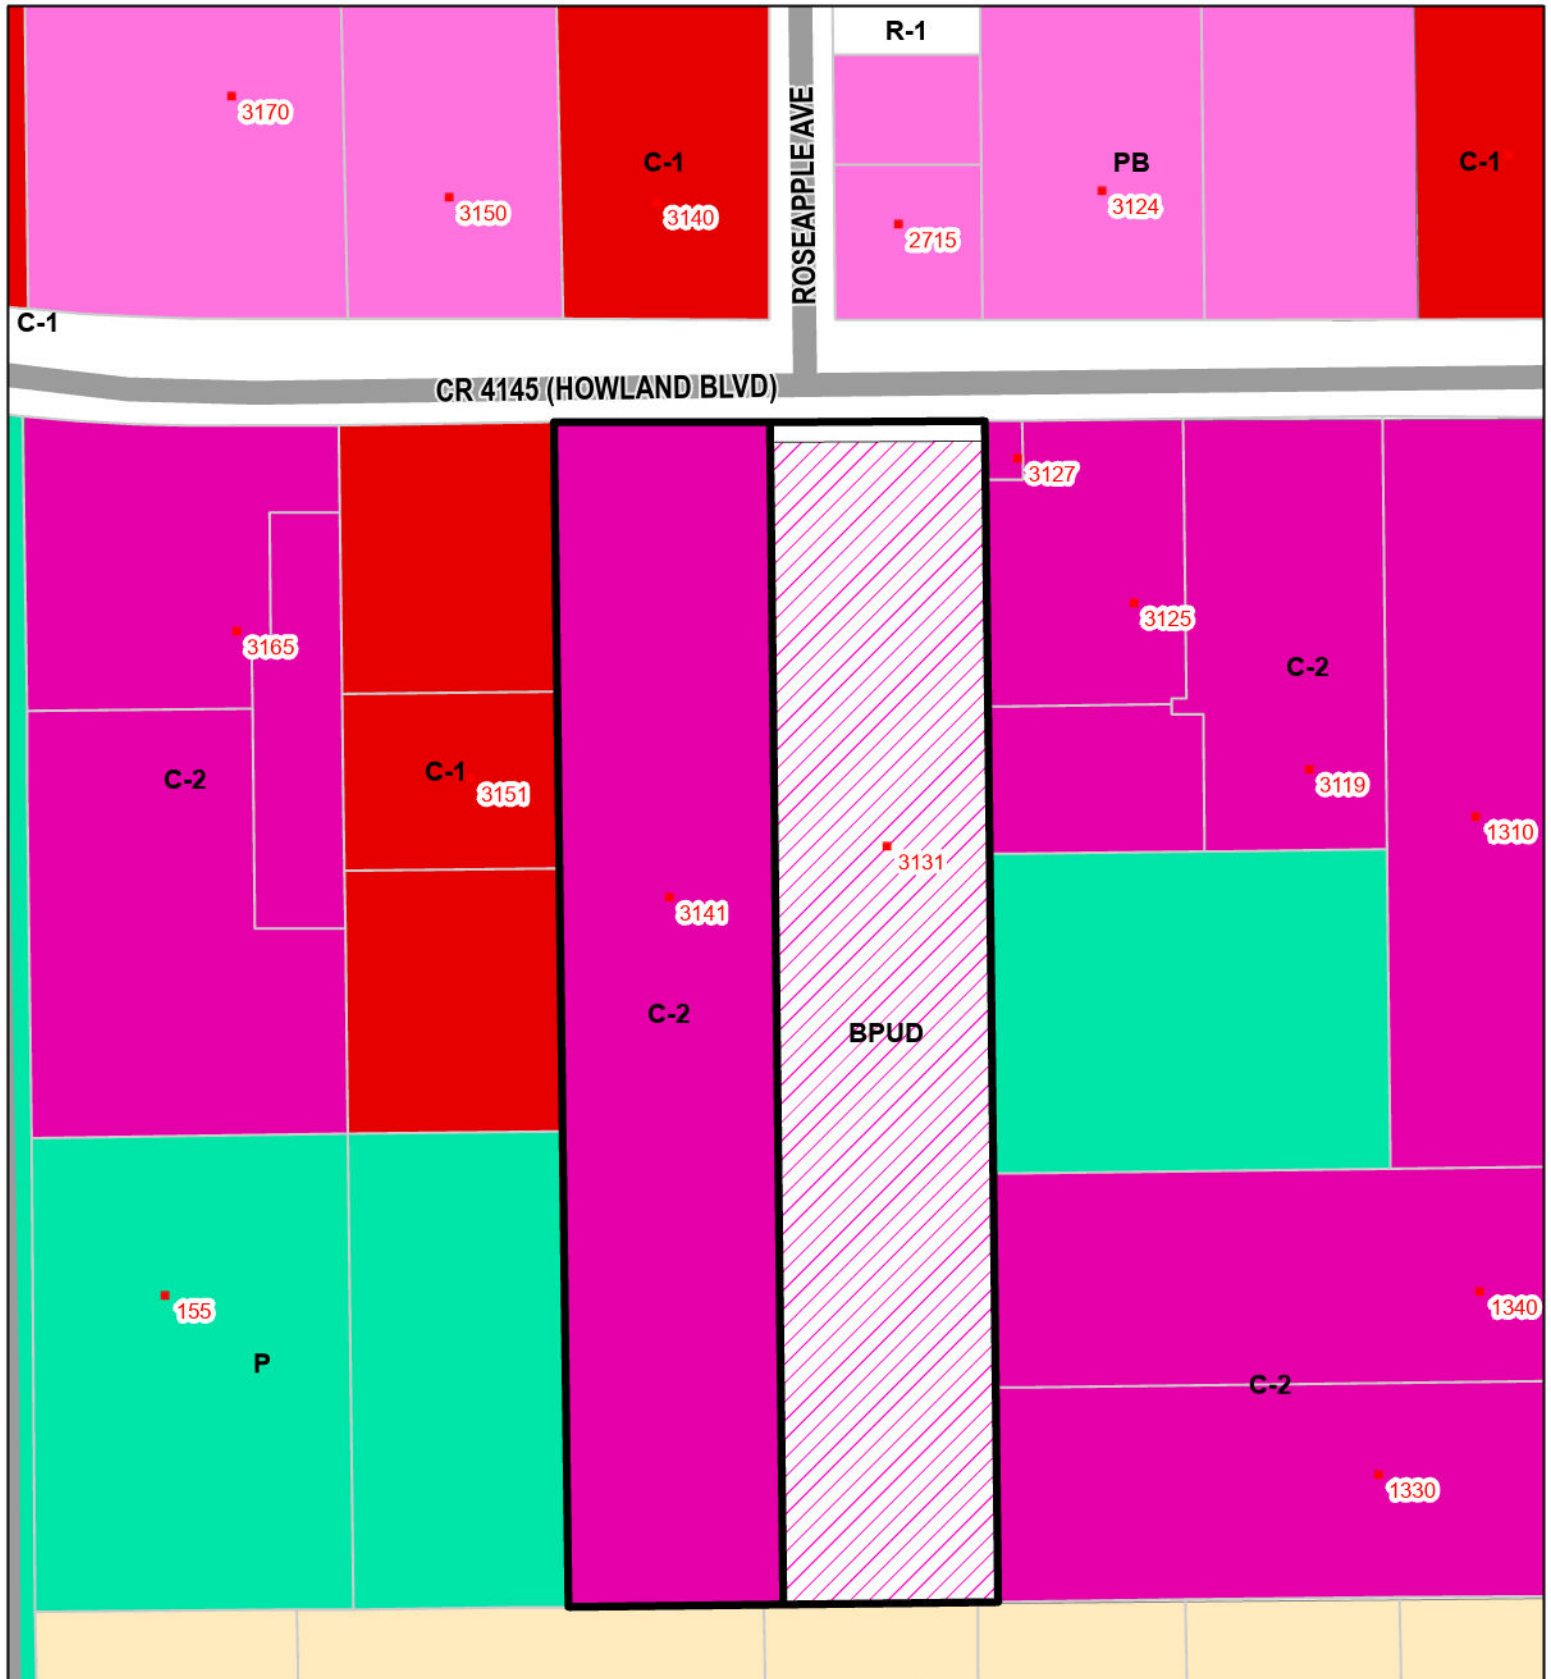 R-1
3170
C-1
PB
C-1
3150
3140
3124
2715
ROSEAPPLE AVE
C-1
CR 4145 (HOWLAND BLVD)
3127
3125
3165
C-2
C-2
C-1
3151
3119
1310
3131
3141
C-2
BPUD
155
1340
P
C-2
1330